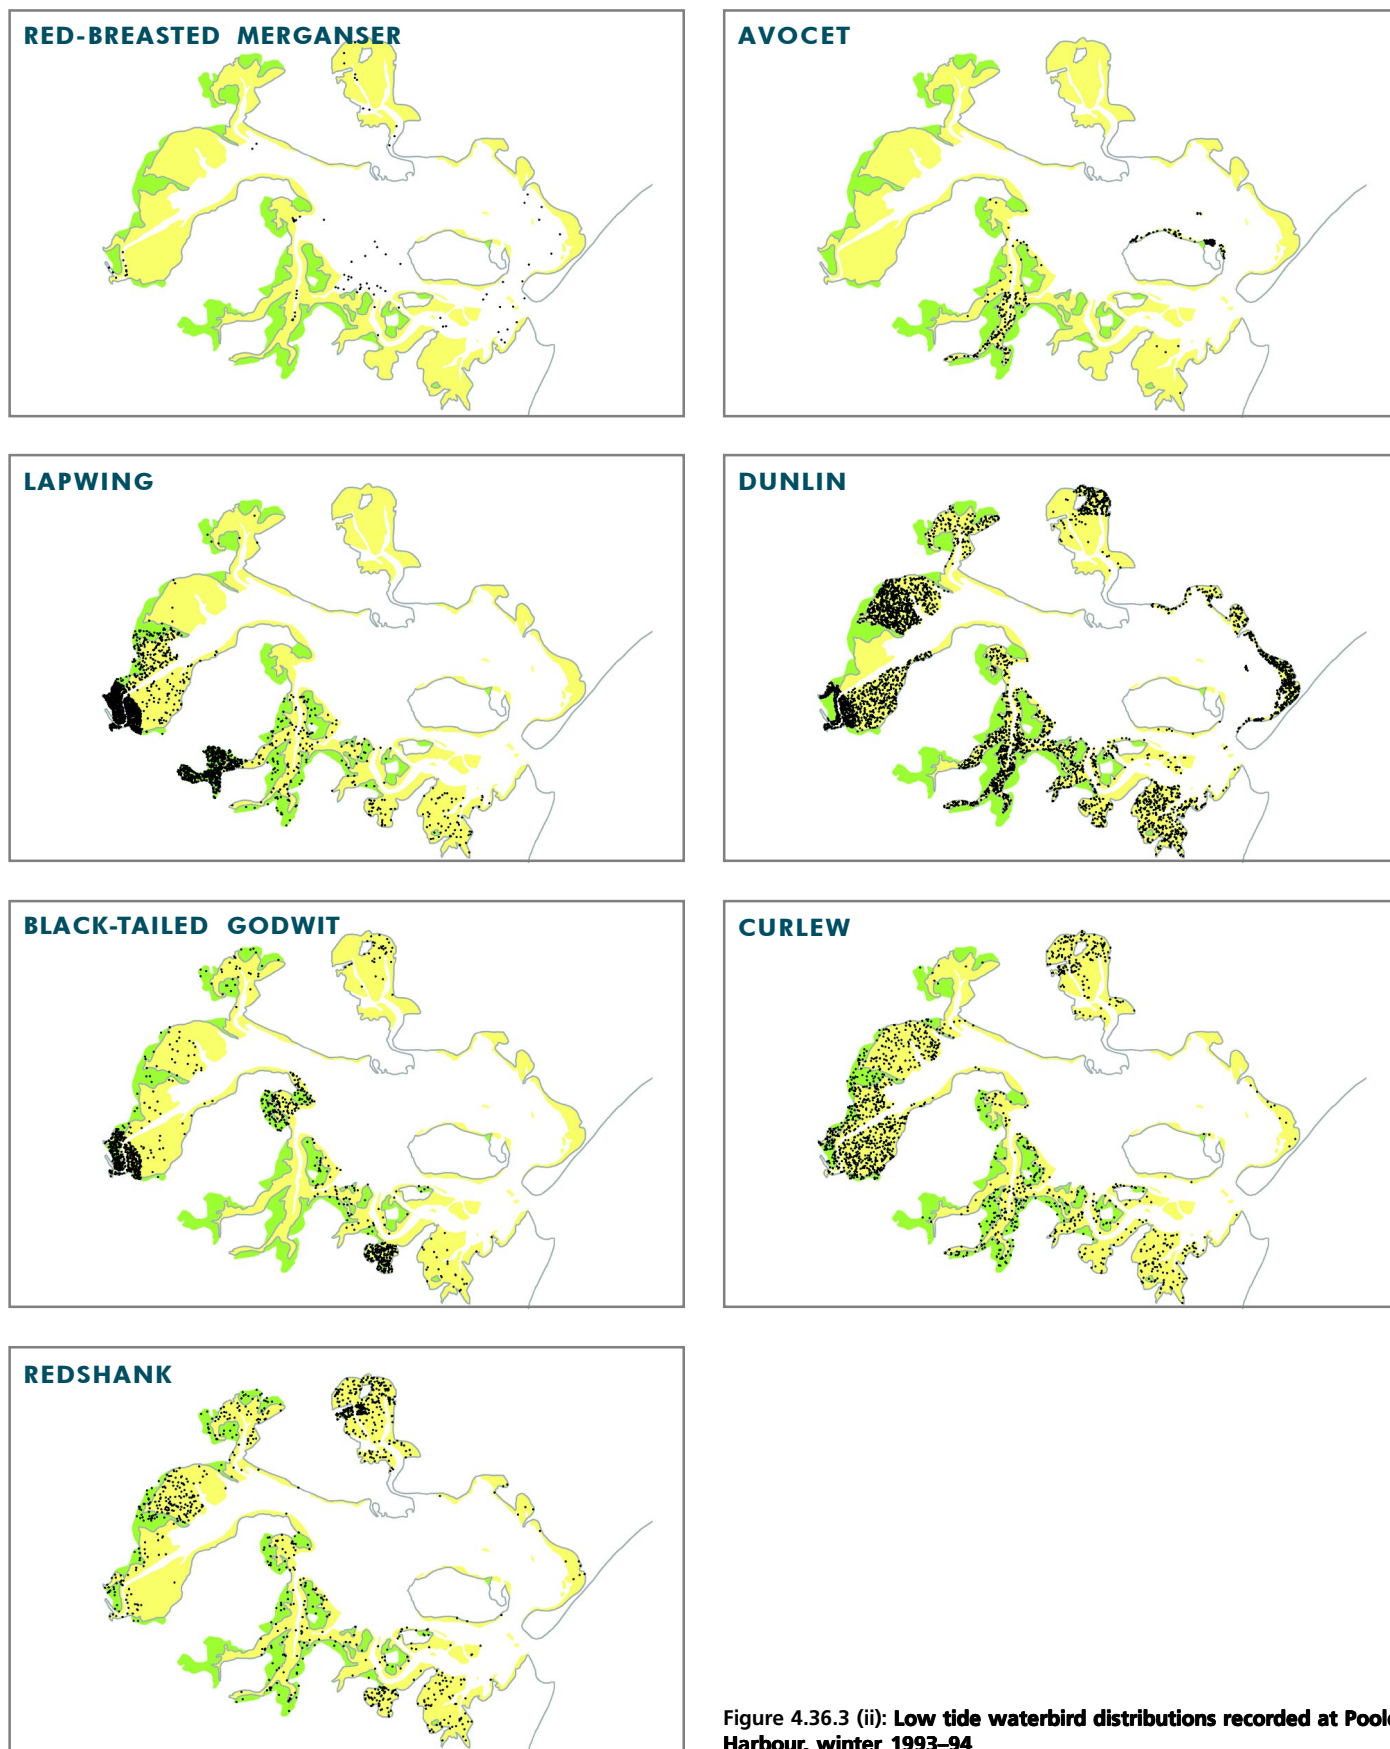 RED-BREASTED MERGANSER
AVOCET
LAPWING
DUNLIN
BLACK-TAILED GODWIT
CURLEW
REDSHANK
Figure 4.36.3 (ii): Low tide waterbird distributions recorded at Poole
Harbour, winter 1993–94